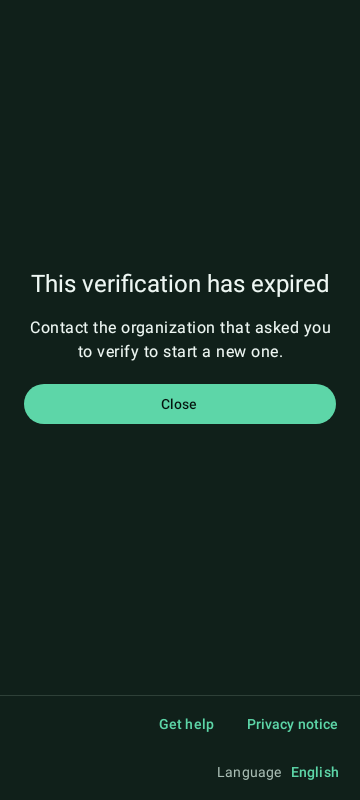 This verification has expired
Contact the organization that asked you
to verify to start a new one.
Close
Get help
Privacy notice
Language English